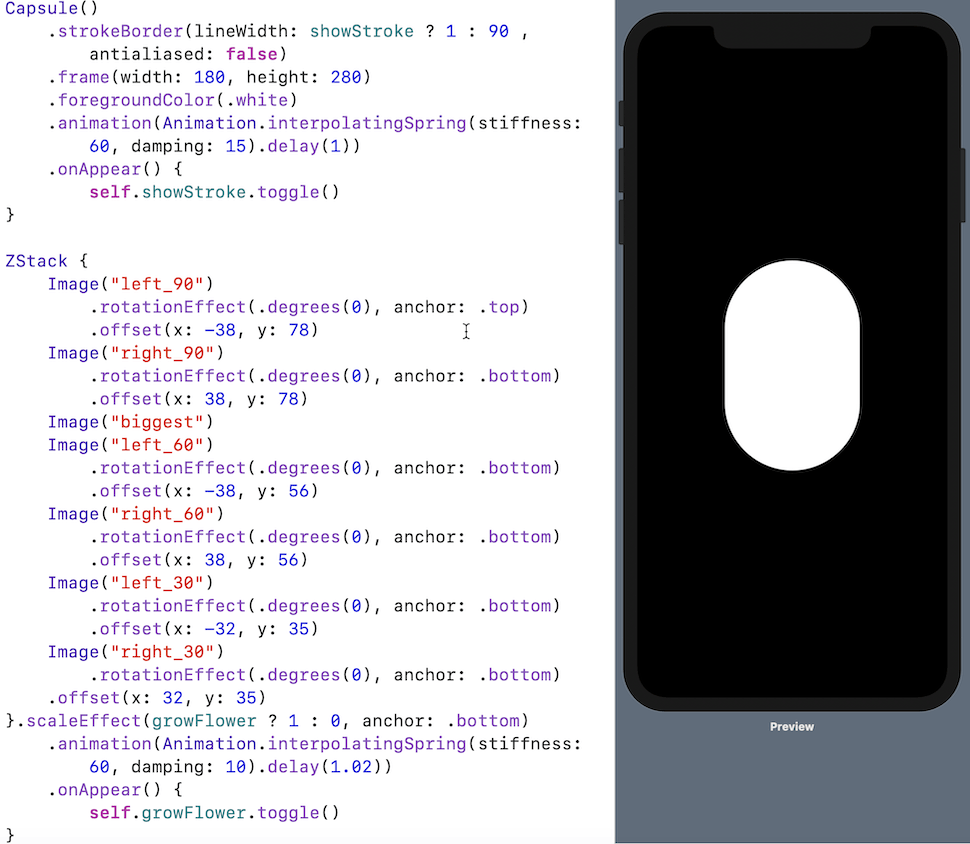 Capsule()
    .strokeBorder(lineWidth: showStroke ? 1 : 90 ,
        antialiased: false)
    .frame(width: 180, height: 280)
    .foregroundColor(.white)
    .animation(Animation.interpolatingSpring(stiffness:
        60, damping: 15).delay(1))
    .onAppear() {
        self.showStroke.toggle()
}
ZStack {
    Image("left_90")
        .rotationEffect(.degrees(0), anchor: .top)
        .offset(x: −38, y: 78)
    Image("right_90")
        .rotationEffect(.degrees(0), anchor: .bottom)
        .offset(x: 38, y: 78)
    Image("biggest")
    Image("left_60")
        .rotationEffect(.degrees(0), anchor: .bottom)
        .offset(x: −38, y: 56)
    Image("right_60")
        .rotationEffect(.degrees(0), anchor: .bottom)
        .offset(x: 38, y: 56)
    Image("left_30")
        .rotationEffect(.degrees(0), anchor: .bottom)
        .offset(x: −32, y: 35)
    Image("right_30")
        .rotationEffect(.degrees(0), anchor: .bottom)
    .offset(x: 32, y: 35)
}.scaleEffect(growFlower ? 1 : 0, anchor: .bottom)
    .animation(Animation.interpolatingSpring(stiffness:
        60, damping: 10).delay(1.02))
    .onAppear() {
        self.growFlower.toggle()
}
Preview